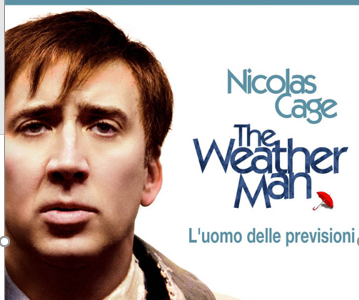 Nicolas
Cage
The
Weather
Man
L'uomo delle previsioni